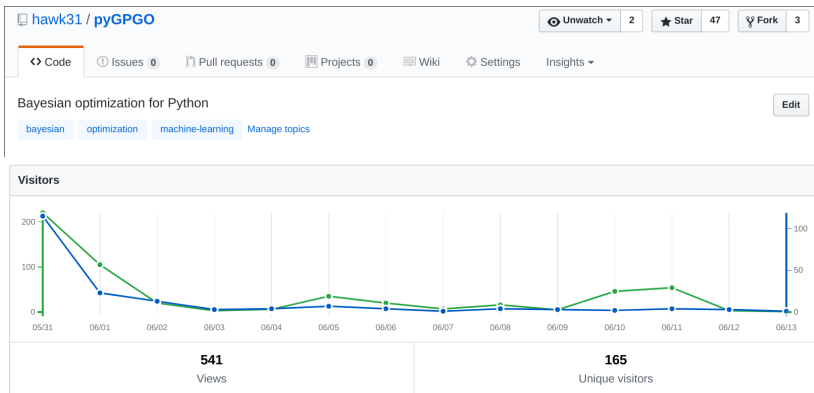 hawk31 / pyGPGO
Unwatch 2 Star 47 Fork 3
Code Issues 0 Pull requests 0 Projects 0 Wiki Settings Insights
Bayesian optimization for Python
Edit
bayesian optimization machine-learning Manage topics
Visitors
200
100
0
100
50
0
05/31 06/01 06/02 06/03 06/04 06/05 06/06 06/07 06/08 06/09 06/10 06/11 06/12 06/13
541 165
Views Unique visitors